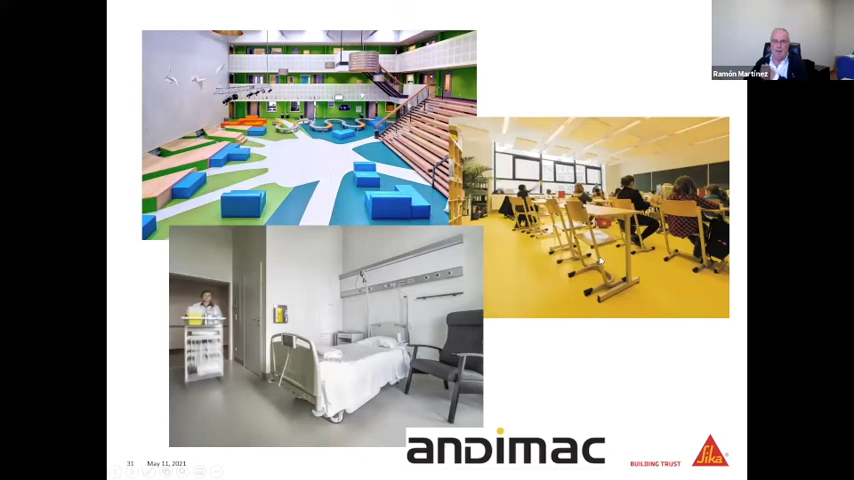 Ramón Martínez
andimac
31 May 11, 2021
BUILDING TRUST
Sika